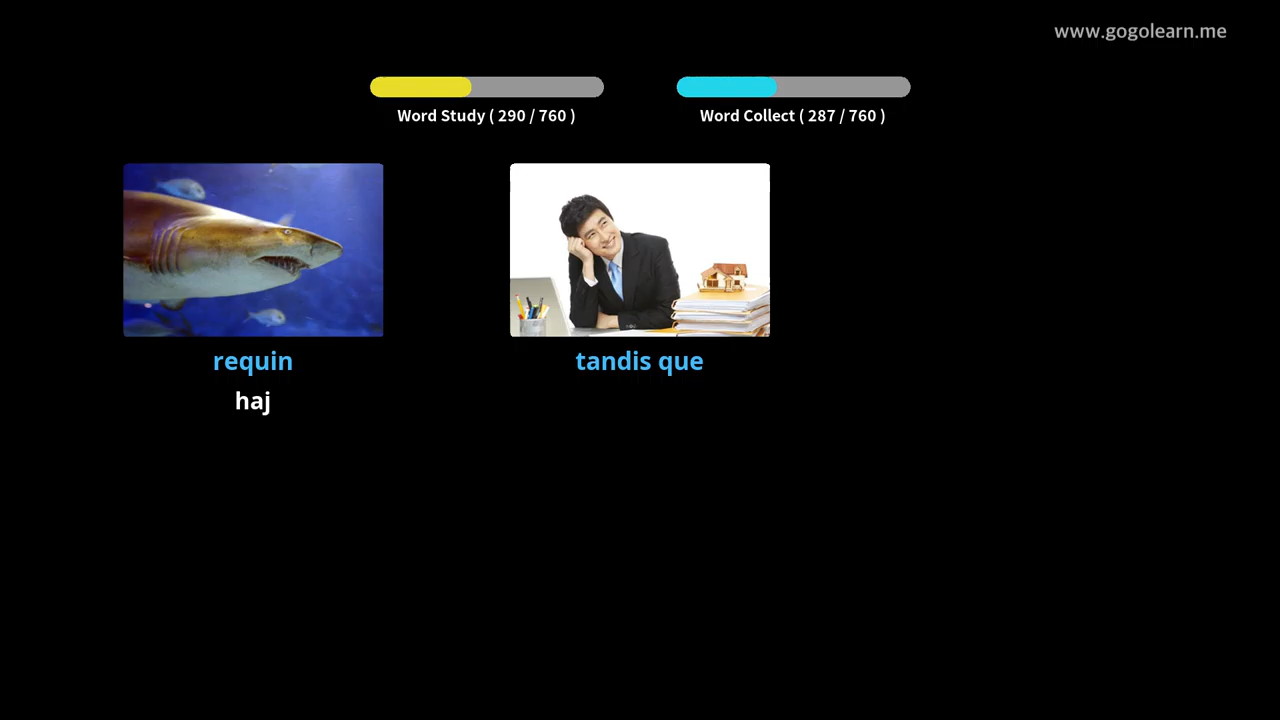 www.gogolearn.me
Word Study ( 290 / 760 )
Word Collect ( 287 / 760 )
requin
tandis que
haj